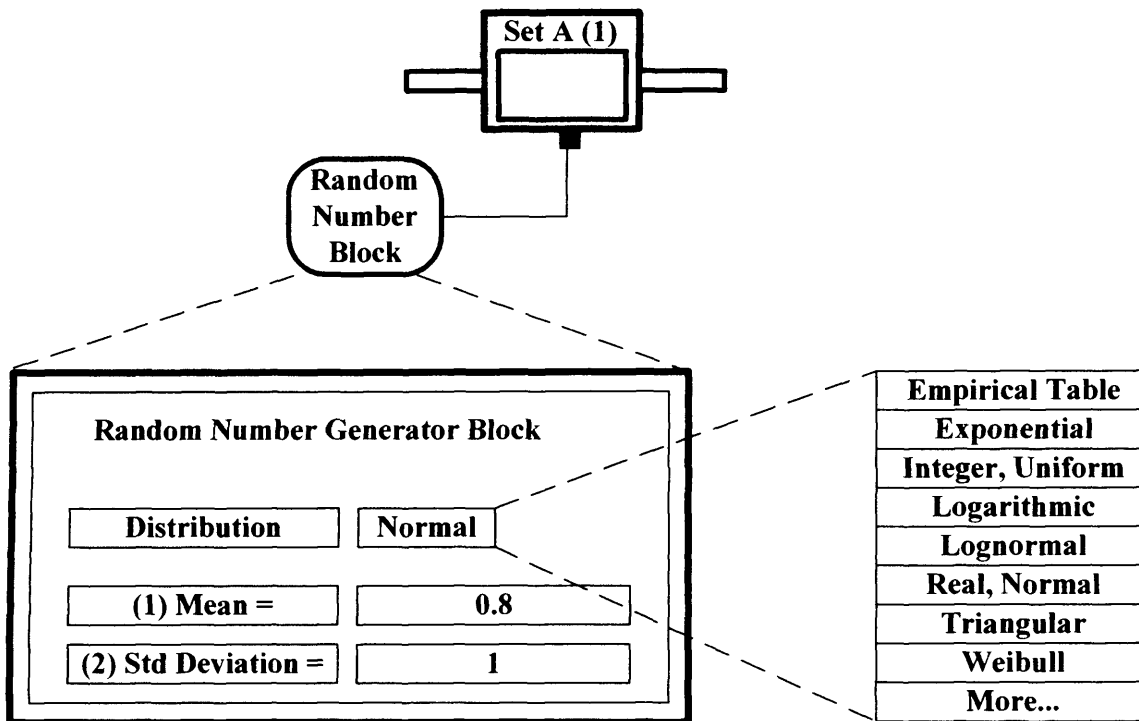 Set A (1)
Random
Number
Block
Random Number Generator Block
Distribution
Normal
(1) Mean =
0.8
(2) Std Deviation =
1
Empirical Table
Exponential
Integer, Uniform
Logarithmic
Lognormal
Real, Normal
Triangular
Weibull
More...